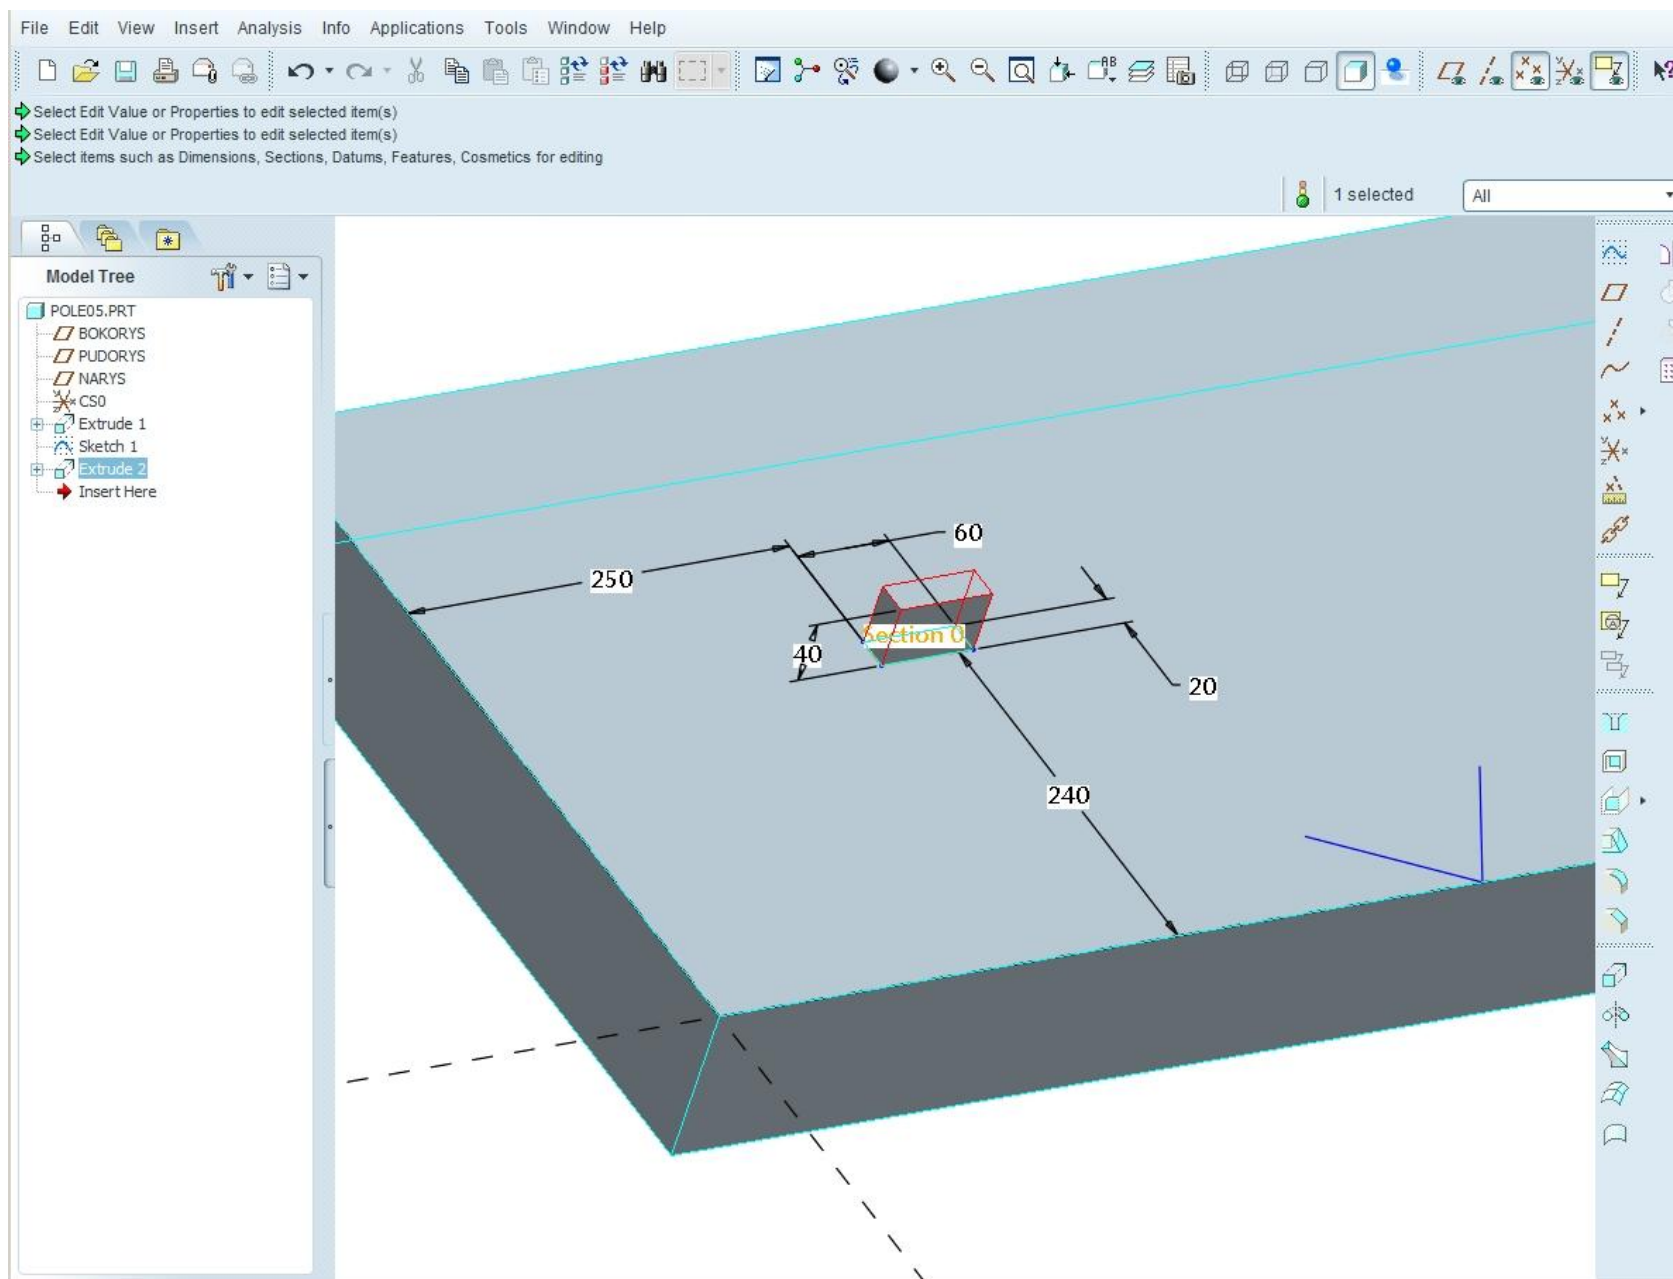 File Edit View Insert Analysis Info Applications Tools Window Help
Select Edit Value or Properties to edit selected item(s)
Select Edit Value or Properties to edit selected item(s)
Select items such as Dimensions, Sections, Datums, Features, Cosmetics for editing
1 selected All
Model Tree
POLE05.PRT
BOKORYS
PUDORYS
NARYS
CS0
Extrude 1
Sketch 1
Extrude 2
Insert Here
60
250
Section 0
40
20
240